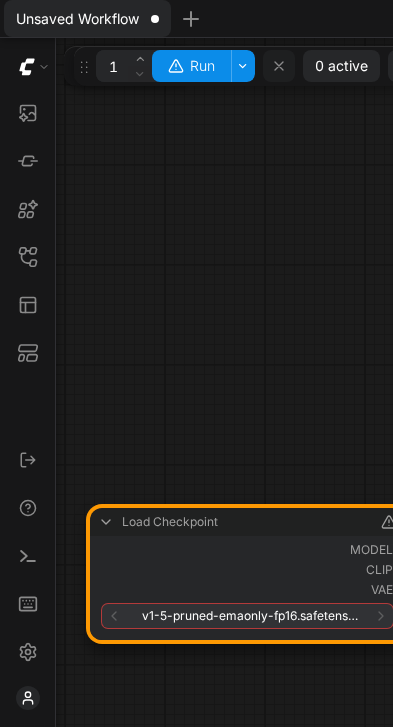 Unsaved Workflow
1
Run
0 active
Load Checkpoint
MODEL
CLIP
VAE
v1-5-pruned-emaonly-fp16.safetens...